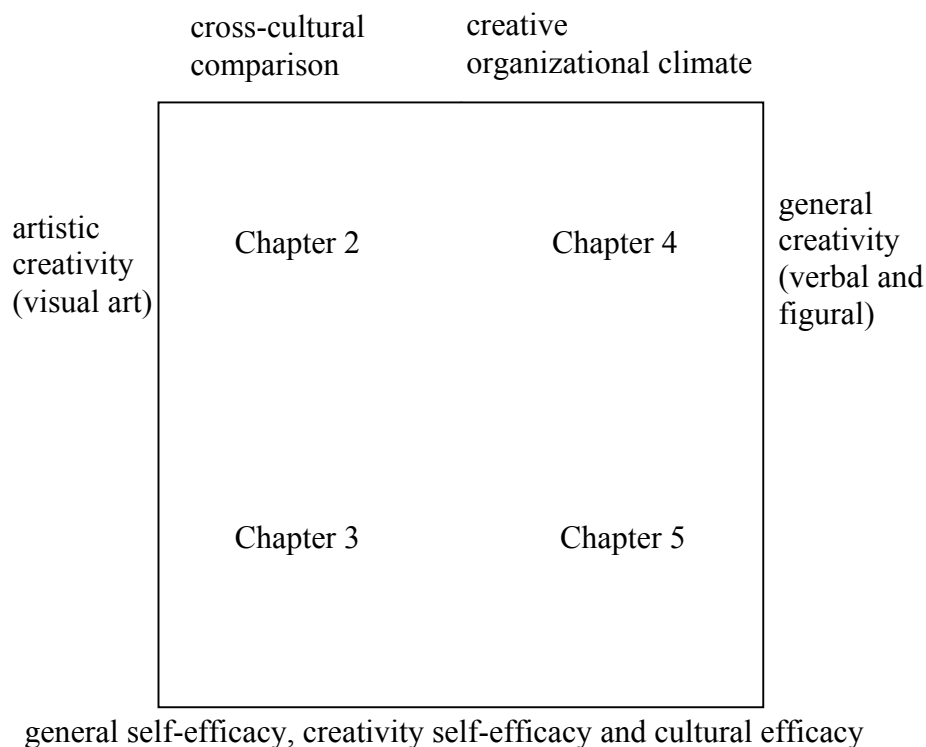 cross-cultural
comparison
creative
organizational climate
artistic
creativity
(visual art)
Chapter 2
Chapter 4
general
creativity
(verbal and
figural)
Chapter 3
Chapter 5
general self-efficacy, creativity self-efficacy and cultural efficacy